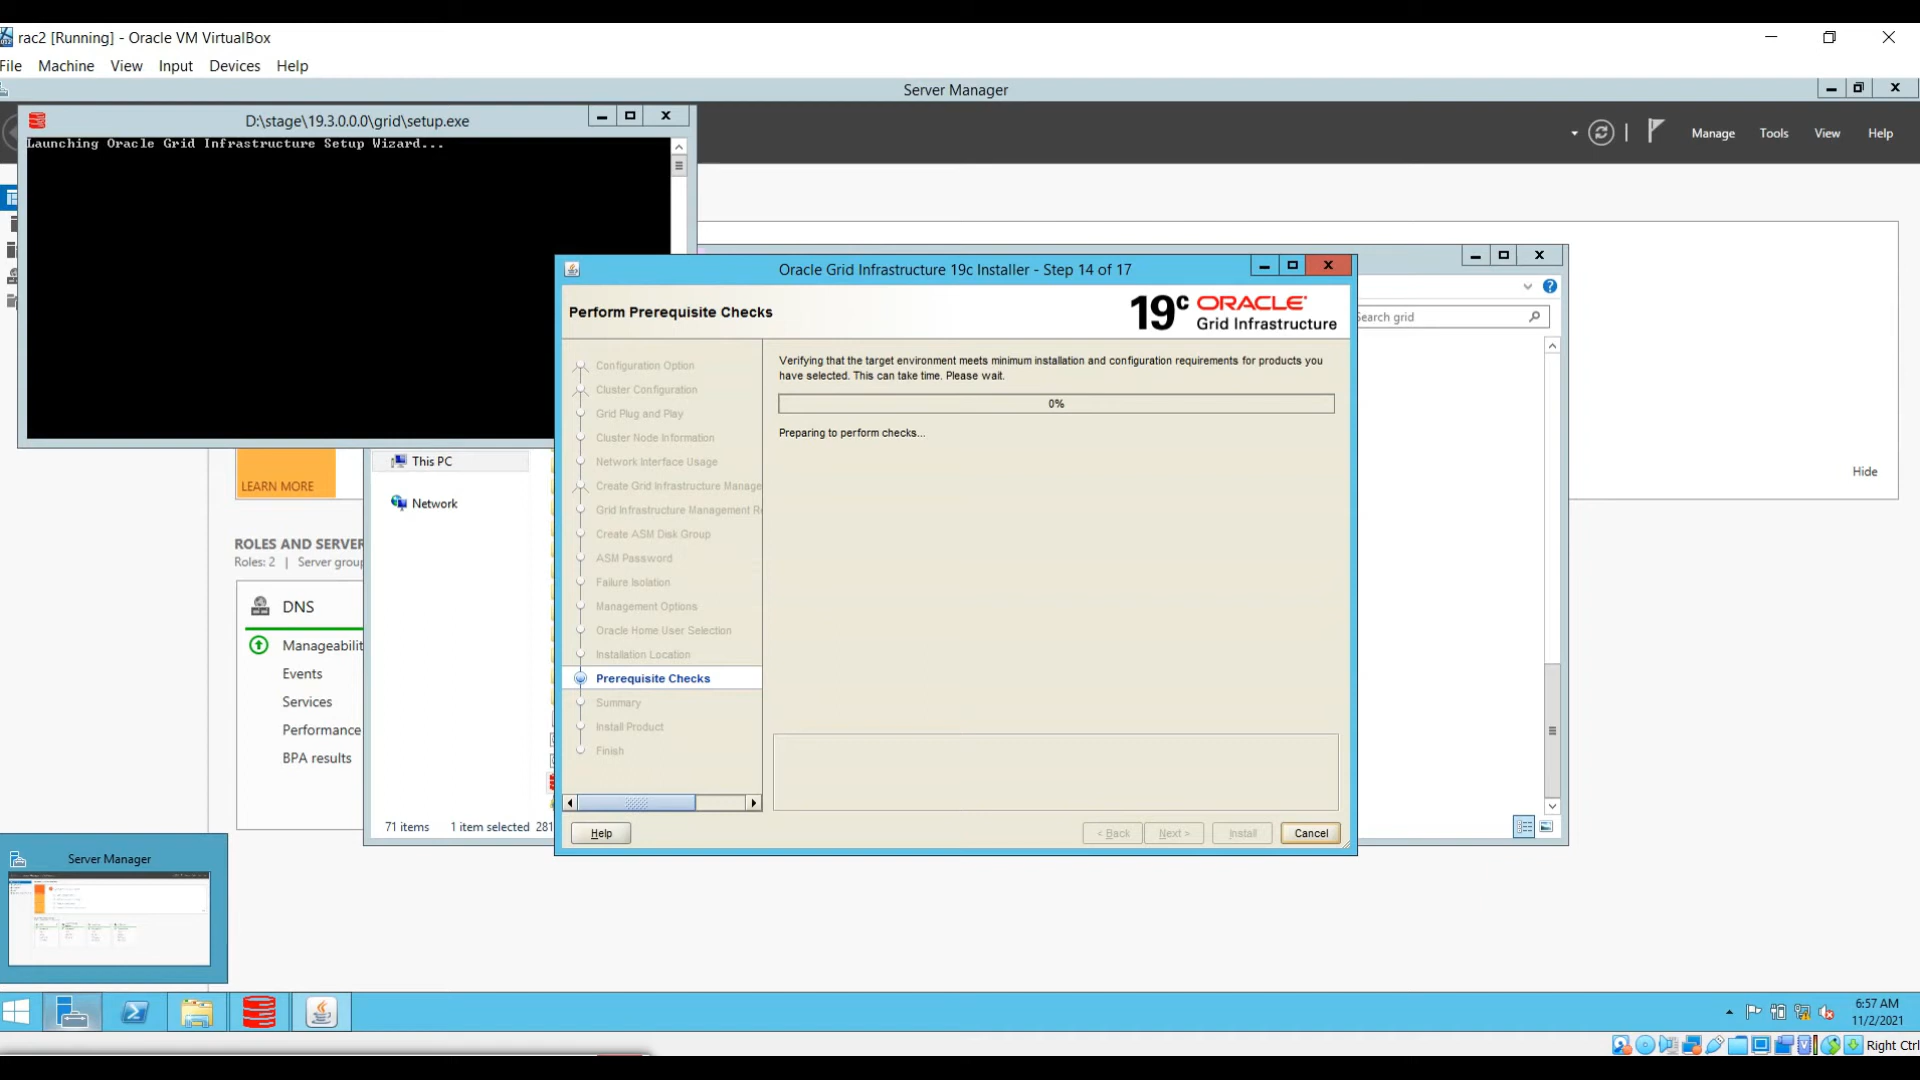 rac2 [Running] - Oracle VM VirtualBox
File Machine View Input Devices Help
Server Manager
D:\stage\19.3.0.0.0\grid\setup.exe
Launching Oracle Grid Infrastructure Setup Wizard...
Manage Tools View Help
Oracle Grid Infrastructure 19c Installer - Step 14 of 17
Perform Prerequisite Checks
19c ORACLE
Grid Infrastructure
Search grid
Configuration Option
Cluster Configuration
Grid Plug and Play
Cluster Node Information
Network Interface Usage
Create Grid Infrastructure Manage
Grid Infrastructure Management R
Create ASM Disk Group
ASM Password
Failure Isolation
Management Options
Oracle Home User Selection
Installation Location
Prerequisite Checks
Summary
Install Product
Finish
Verifying that the target environment meets minimum installation and configuration requirements for products you
have selected. This can take time. Please wait.
0%
Preparing to perform checks...
Help
< Back
Next >
Install
Cancel
This PC
Network
71 items 1 item selected 281
LEARN MORE
Hide
ROLES AND SERVER
Roles: 2 | Server group
DNS
Manageabilit
Events
Services
Performance
BPA results
Server Manager
6:57 AM
11/2/2021
Right Ctrl